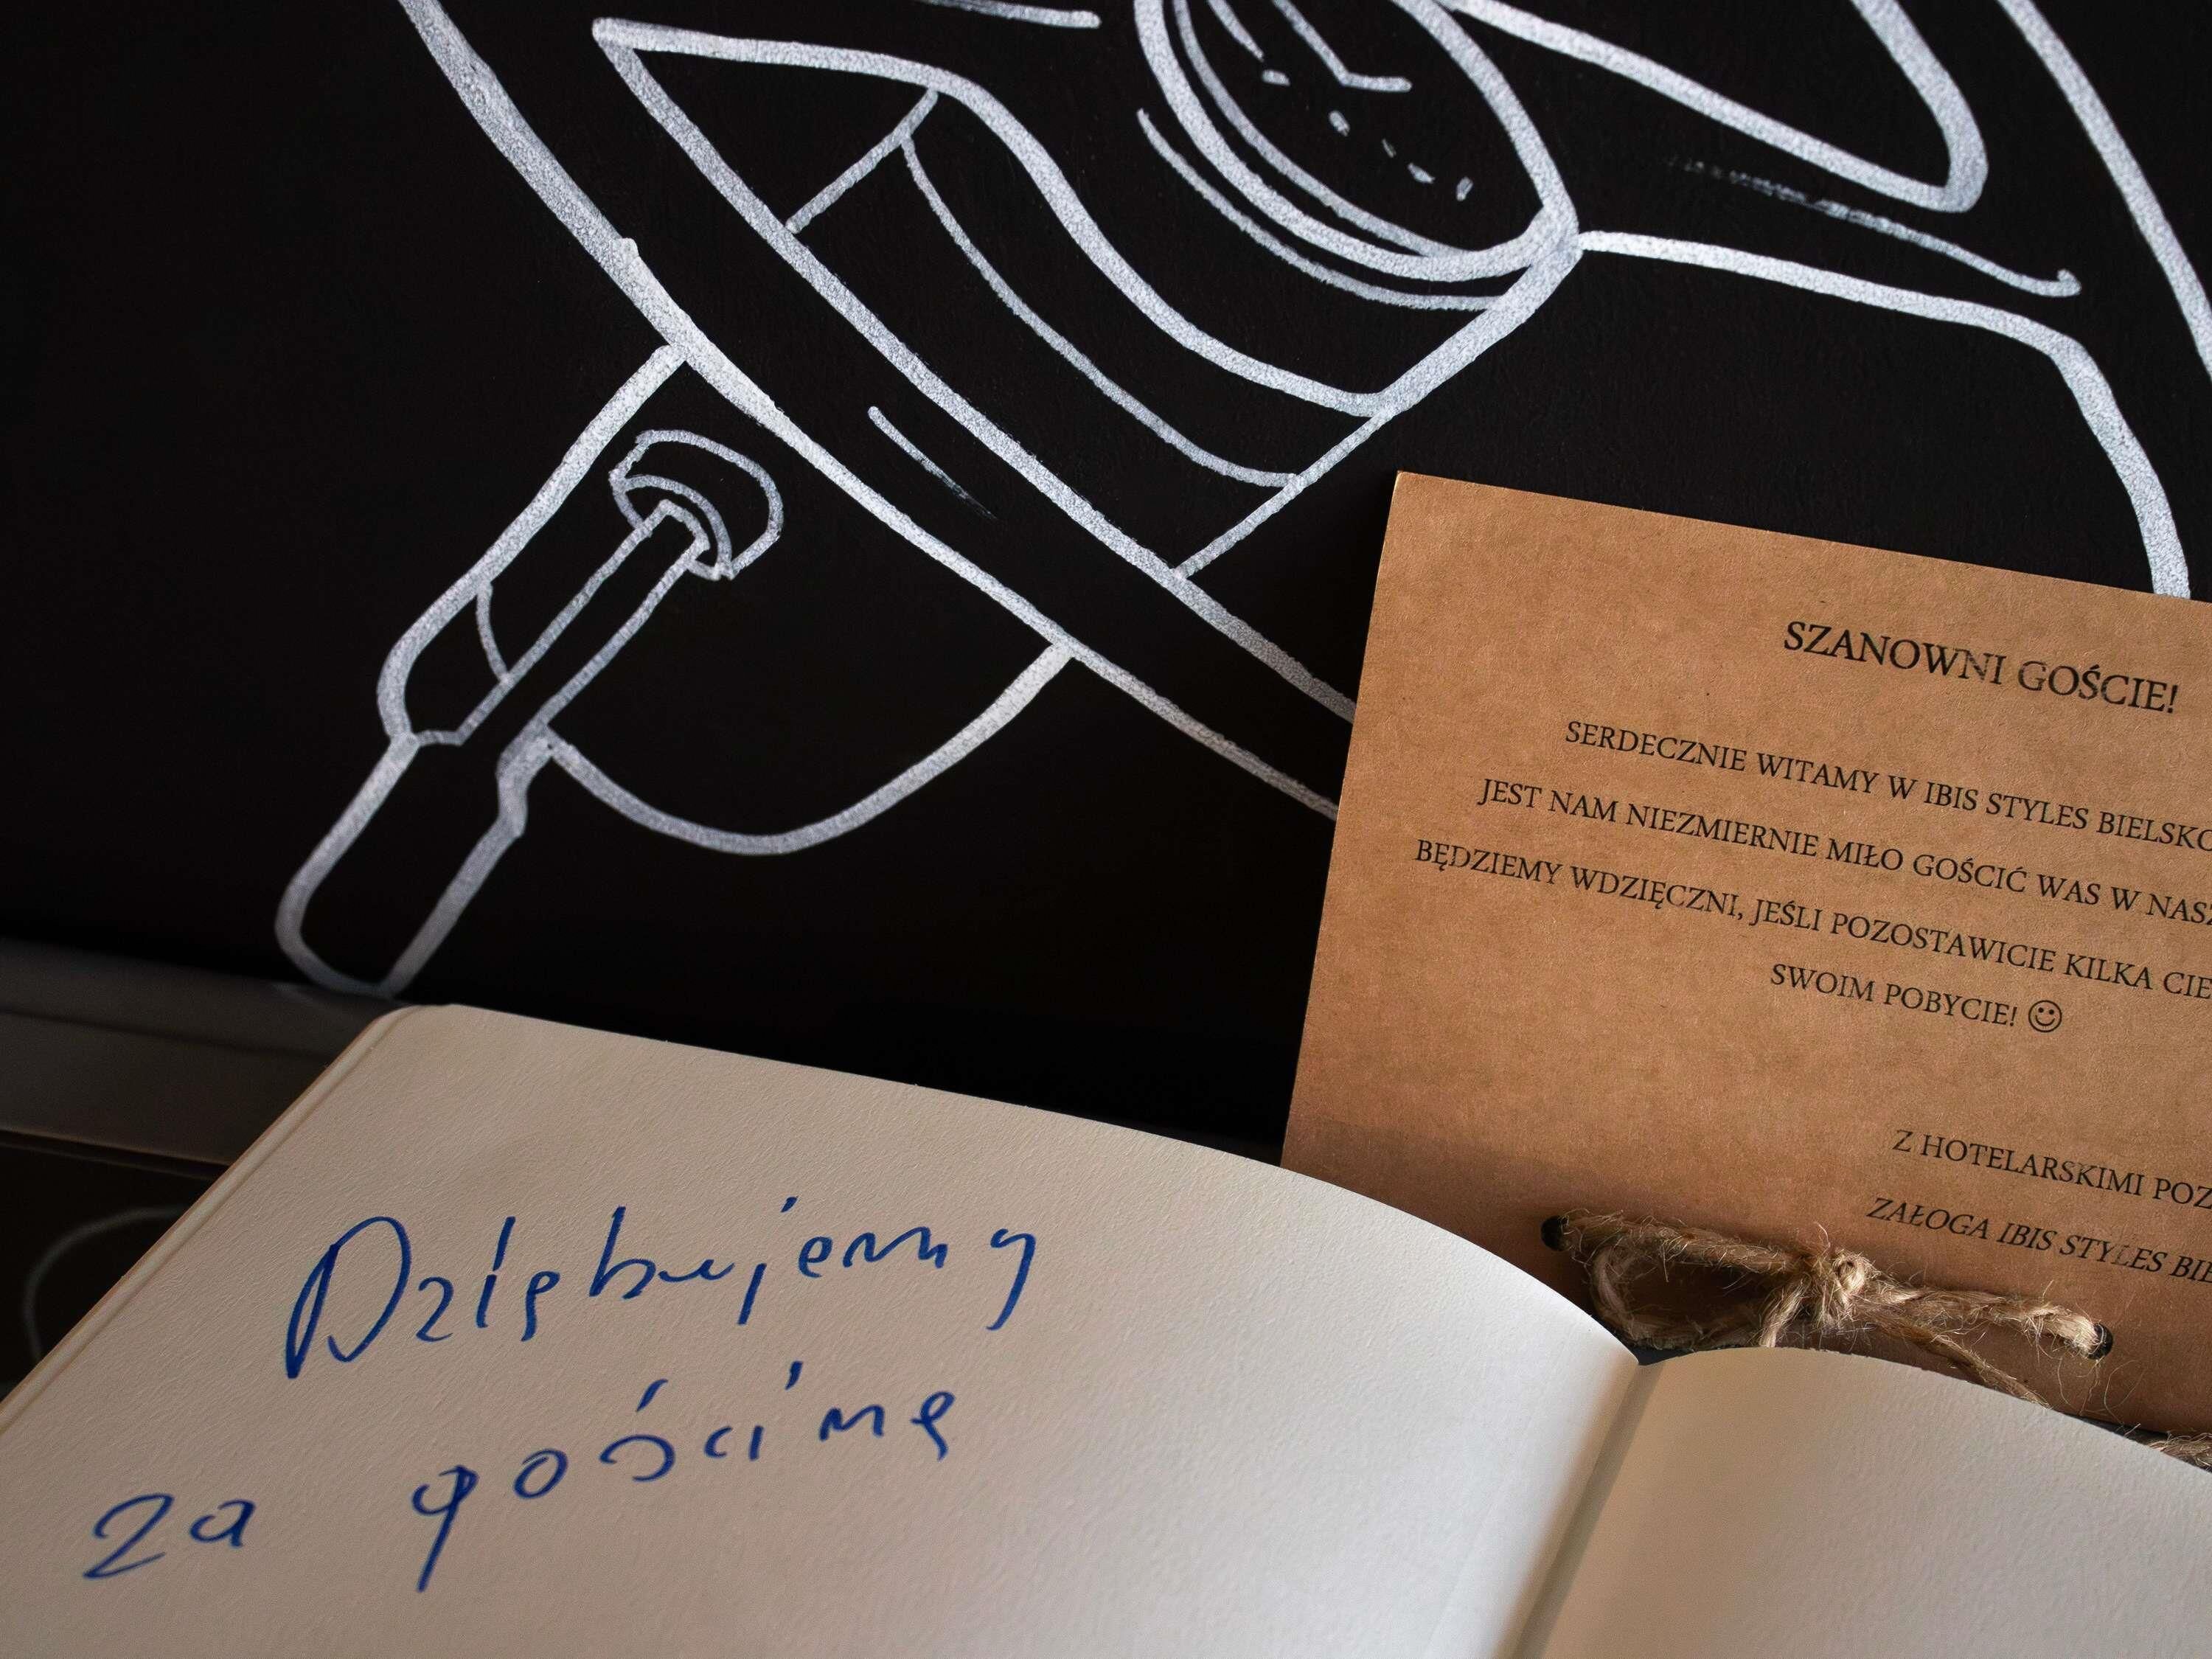 SZANOWNI GOŚCIE!
SERDECZNIE WITAMY W IBIS STYLES BIELSKO
JEST NAM NIEZMIERNIE MIŁO GOŚCIĆ WAS W NASZ
BĘDZIEMY WDZIĘCZNI, JEŚLI POZOSTAWICIE KILKA CIE
SWOIM POBYCIE! ☺
Z HOTELARSKIMI POZ
ZAŁOGA IBIS STYLES BIE
Dziękujemy
za gościnę